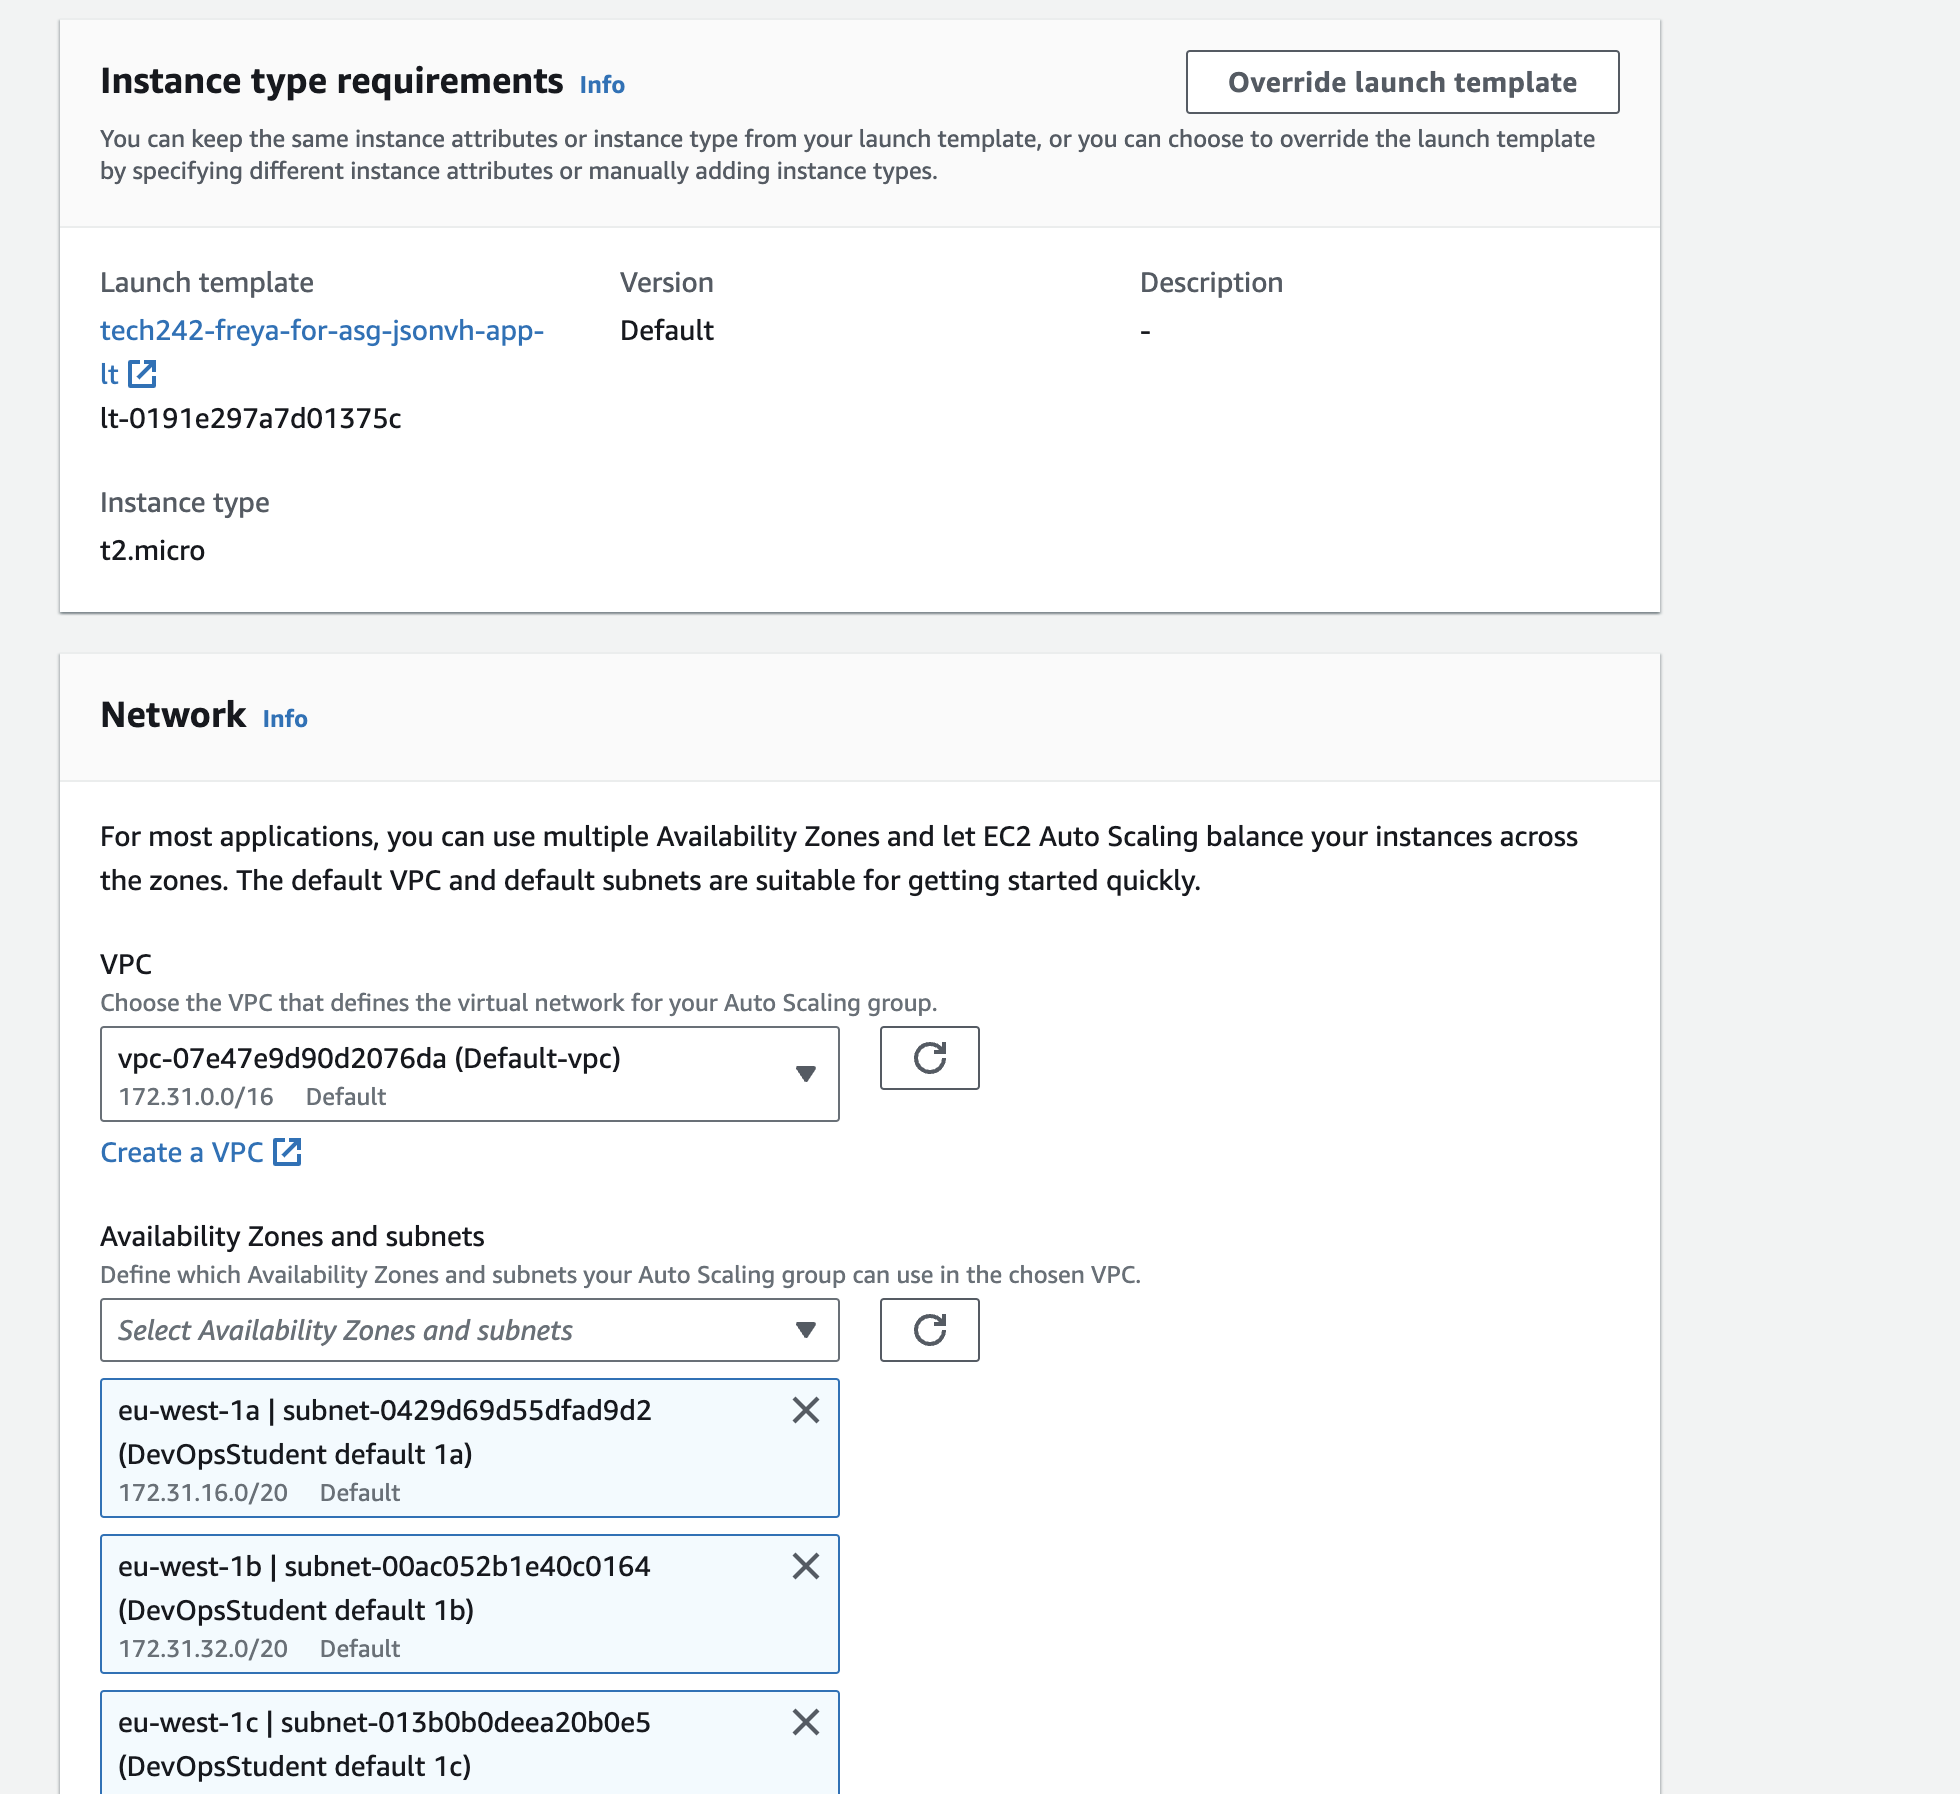 Instance type requirements Info
Override launch template
You can keep the same instance attributes or instance type from your launch template, or you can choose to override the launch template
by specifying different instance attributes or manually adding instance types.
Launch template
tech242-freya-for-asg-jsonvh-app-
lt
lt-0191e297a7d01375c
Version
Default
Description
-
Instance type
t2.micro
Network Info
For most applications, you can use multiple Availability Zones and let EC2 Auto Scaling balance your instances across
the zones. The default VPC and default subnets are suitable for getting started quickly.
VPC
Choose the VPC that defines the virtual network for your Auto Scaling group.
vpc-07e47e9d90d2076da (Default-vpc)
172.31.0.0/16 Default
Create a VPC
Availability Zones and subnets
Define which Availability Zones and subnets your Auto Scaling group can use in the chosen VPC.
Select Availability Zones and subnets
eu-west-1a | subnet-0429d69d55dfad9d2
(DevOpsStudent default 1a)
172.31.16.0/20 Default
eu-west-1b | subnet-00ac052b1e40c0164
(DevOpsStudent default 1b)
172.31.32.0/20 Default
eu-west-1c | subnet-013b0b0deea20b0e5
(DevOpsStudent default 1c)